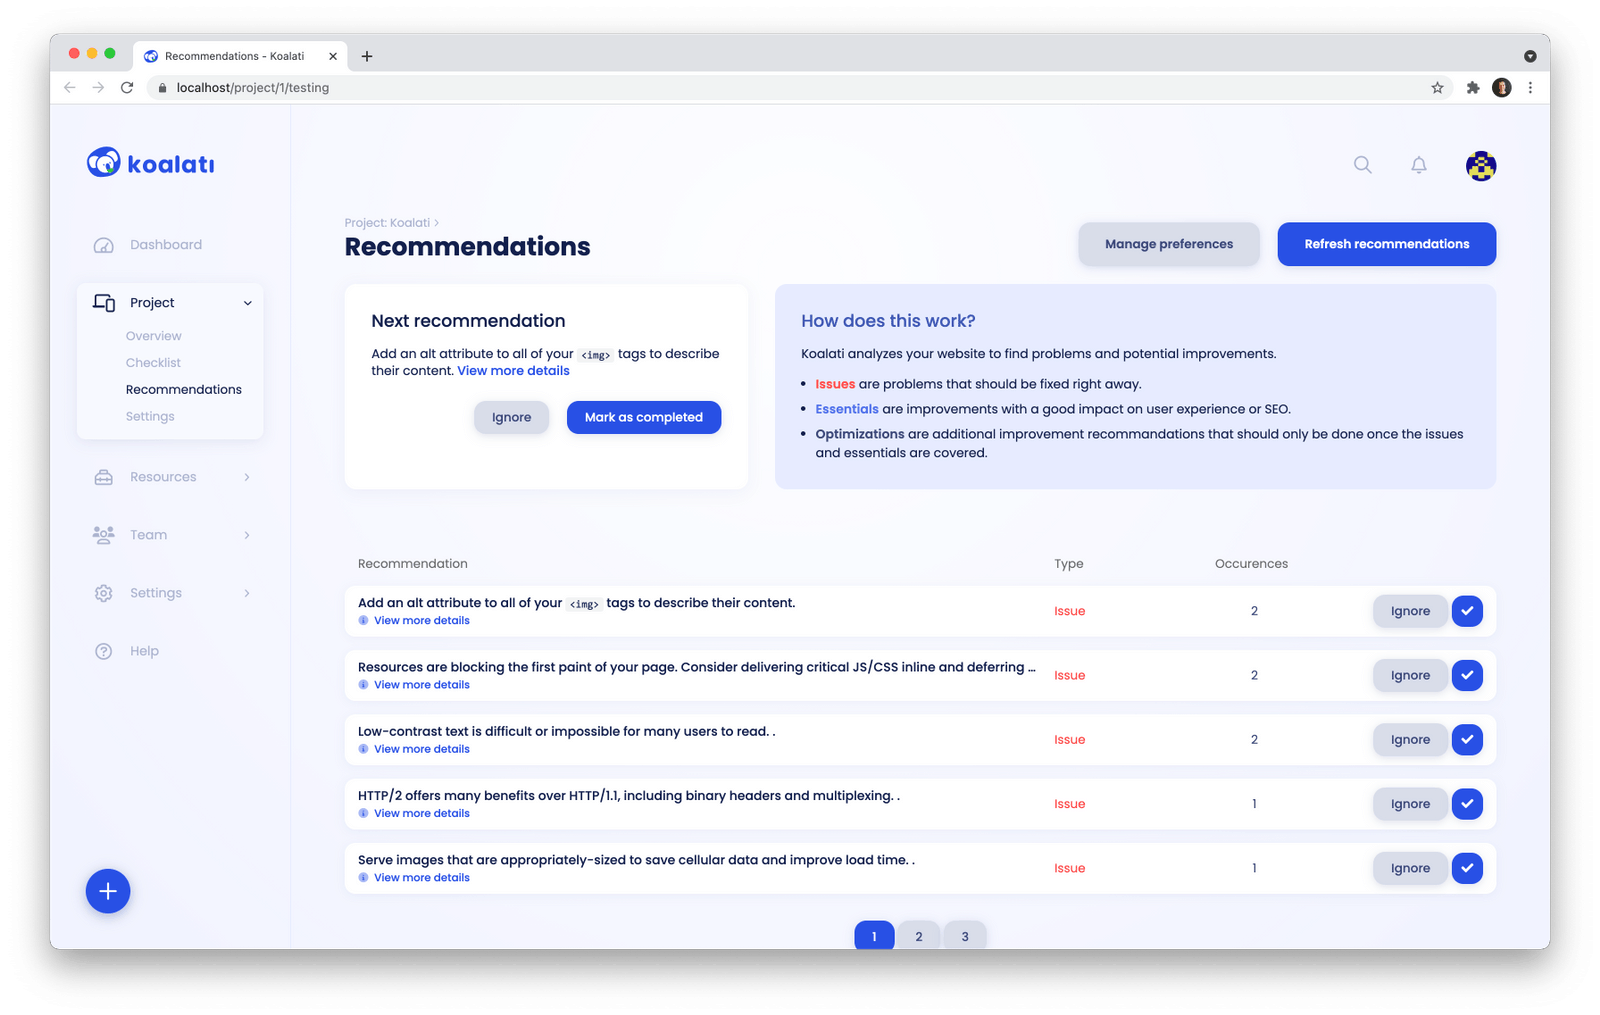 Recommendations - Koalati
localhost/project/1/testing
koalati
Dashboard
Project
Overview
Checklist
Recommendations
Settings
Resources
Team
Settings
Help
Project: Koalati >
Recommendations
Manage preferences
Refresh recommendations
Next recommendation
Add an alt attribute to all of your <img> tags to describe
their content. View more details
Ignore
Mark as completed
How does this work?
Koalati analyzes your website to find problems and potential improvements.
• Issues are problems that should be fixed right away.
• Essentials are improvements with a good impact on user experience or SEO.
• Optimizations are additional improvement recommandations that should only be done once the issues
and essentials are covered.
Recommendation Type Occurences
Add an alt attribute to all of your <img> tags to describe their content.
View more details
Issue 2 Ignore
Resources are blocking the first paint of your page. Consider delivering critical JS/CSS inline and deferring ...
View more details
Issue 2 Ignore
Low-contrast text is difficult or impossible for many users to read. .
View more details
Issue 2 Ignore
HTTP/2 offers many benefits over HTTP/1.1, including binary headers and multiplexing. .
View more details
Issue 1 Ignore
Serve images that are appropriately-sized to save cellular data and improve load time. .
View more details
Issue 1 Ignore
1 2 3